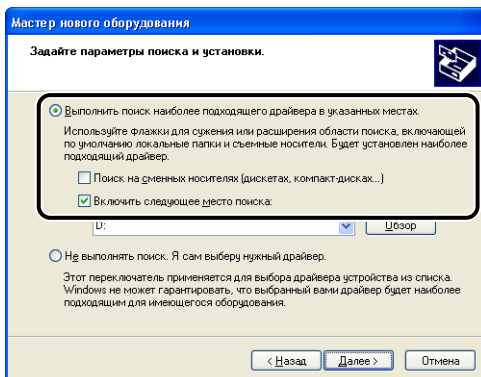 Мастер нового оборудования
Задайте параметры поиска и установки.
Выполнить поиск наиболее подходящего драйвера в указанных местах.
Используйте флажки для сужения или расширения области поиска, включающей
по умолчанию локальные папки и съемные носители. Будет установлен наиболее
подходящий драйвер.
Поиск на сменных носителях (дискетах, компакт-дисках...)
Включить следующее место поиска:
D:
Обзор
Не выполнять поиск. Я сам выберу нужный драйвер.
Этот переключатель применяется для выбора драйвера устройства из списка.
Windows не может гарантировать, что выбранный вами драйвер будет наиболее
подходящим для имеющегося оборудования.
< Назад Далее > Отмена